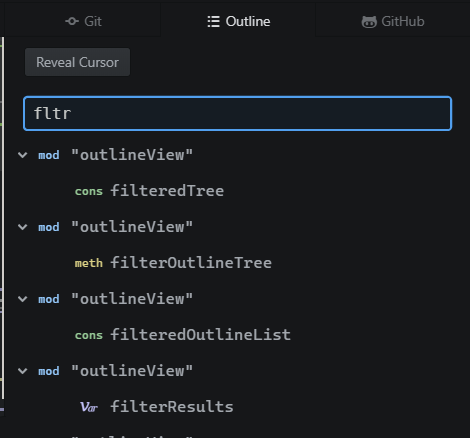 Git Outline GitHub
Reveal Cursor
fltr
mod "outlineView"
cons filteredTree
mod "outlineView"
meth filterOutlineTree
mod "outlineView"
cons filteredOutlineList
mod "outlineView"
Var filterResults